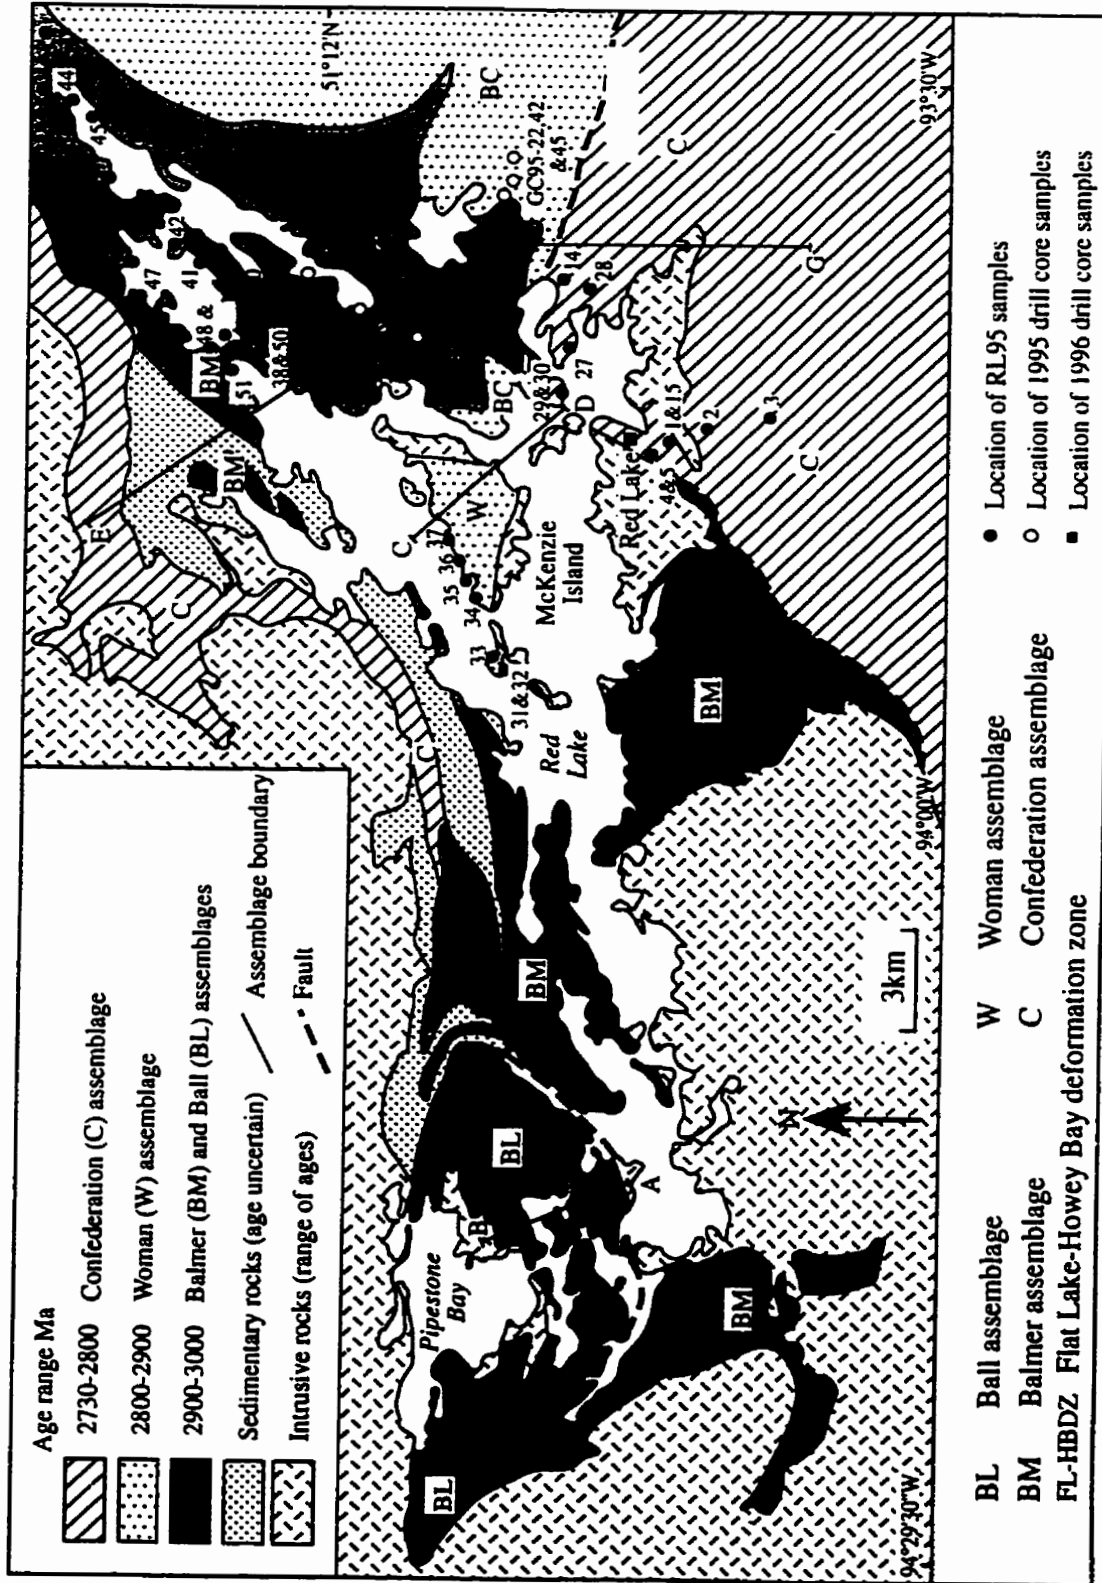 Age range Ma
2730-2800 Confederation (C) assemblage
2800-2900 Woman (W) assemblage
2900-3000 Balmer (BM) and Ball (BL) assemblages
Sedimentary rocks (age uncertain)
Assemblage boundary
Intrusive rocks (range of ages)
Fault
E
C
BM
BM
51
48 &
38&50
47
41
42
45
44
51°12'N
BC
GC95-22,42
&45
C
W
37
36
35
34
33
31&32
BC
29&30
D
27
14
28
G
C
McKenzie
Island
Red Lake
4&5
1&15
2
3
C
C
Red
Lake
BM
BM
BL
B
A
Pipestone
Bay
BL
BM
N
3km
94°29'30"W
94°00'W
93°30'W
BL Ball assemblage
BM Balmer assemblage
FL-HBDZ Flat Lake-Howey Bay deformation zone
W Woman assemblage
C Confederation assemblage
Location of RL95 samples
Location of 1995 drill core samples
Location of 1996 drill core samples